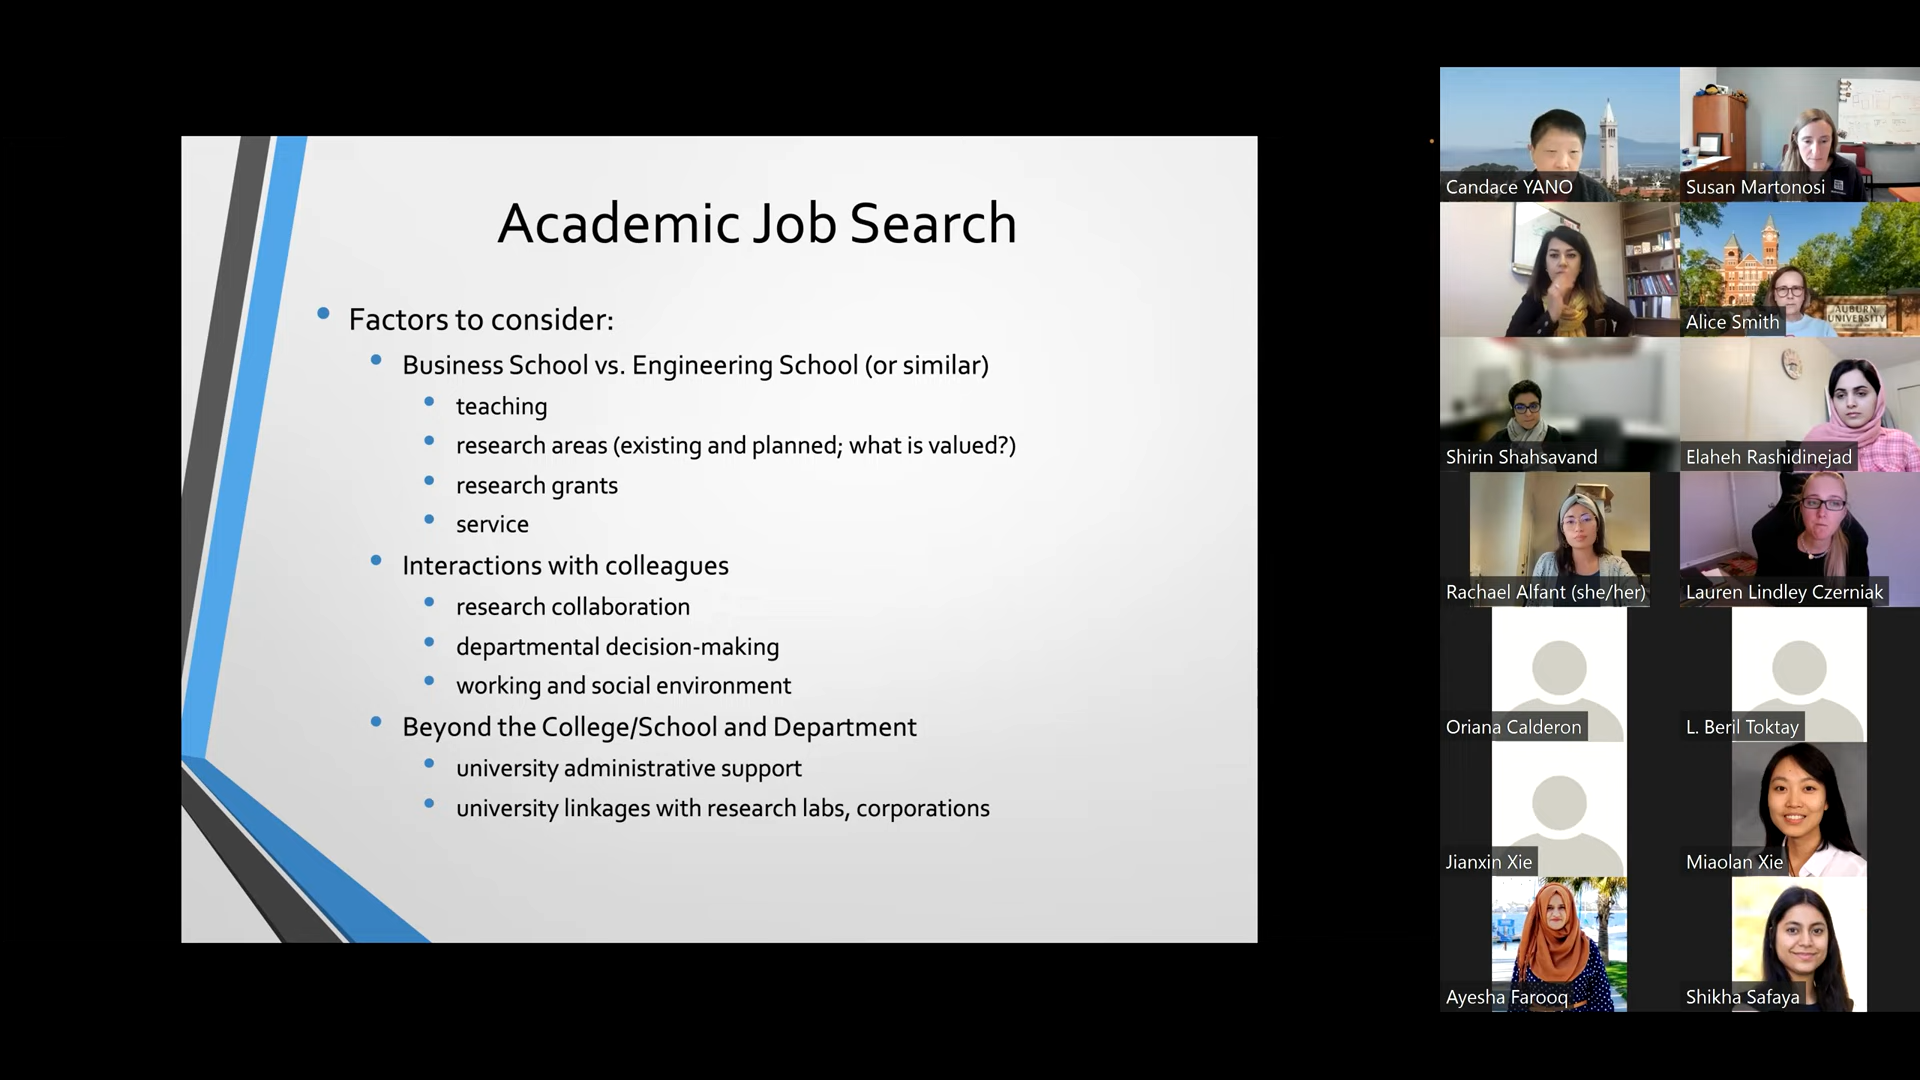 Academic Job Search
Factors to consider:
Business School vs. Engineering School (or similar)
teaching
research areas (existing and planned; what is valued?)
research grants
service
Interactions with colleagues
research collaboration
departmental decision-making
working and social environment
Beyond the College/School and Department
university administrative support
university linkages with research labs, corporations
Candace YANO
Susan Martonosi
Alice Smith
AUBURN
UNIVERSITY
Shirin Shahsavand
Elaheh Rashidinejad
Rachael Alfant (she/her)
Lauren Lindley Czerniak
Oriana Calderon
L. Beril Toktay
Jianxin Xie
Miaolan Xie
Ayesha Farooq
Shikha Safaya